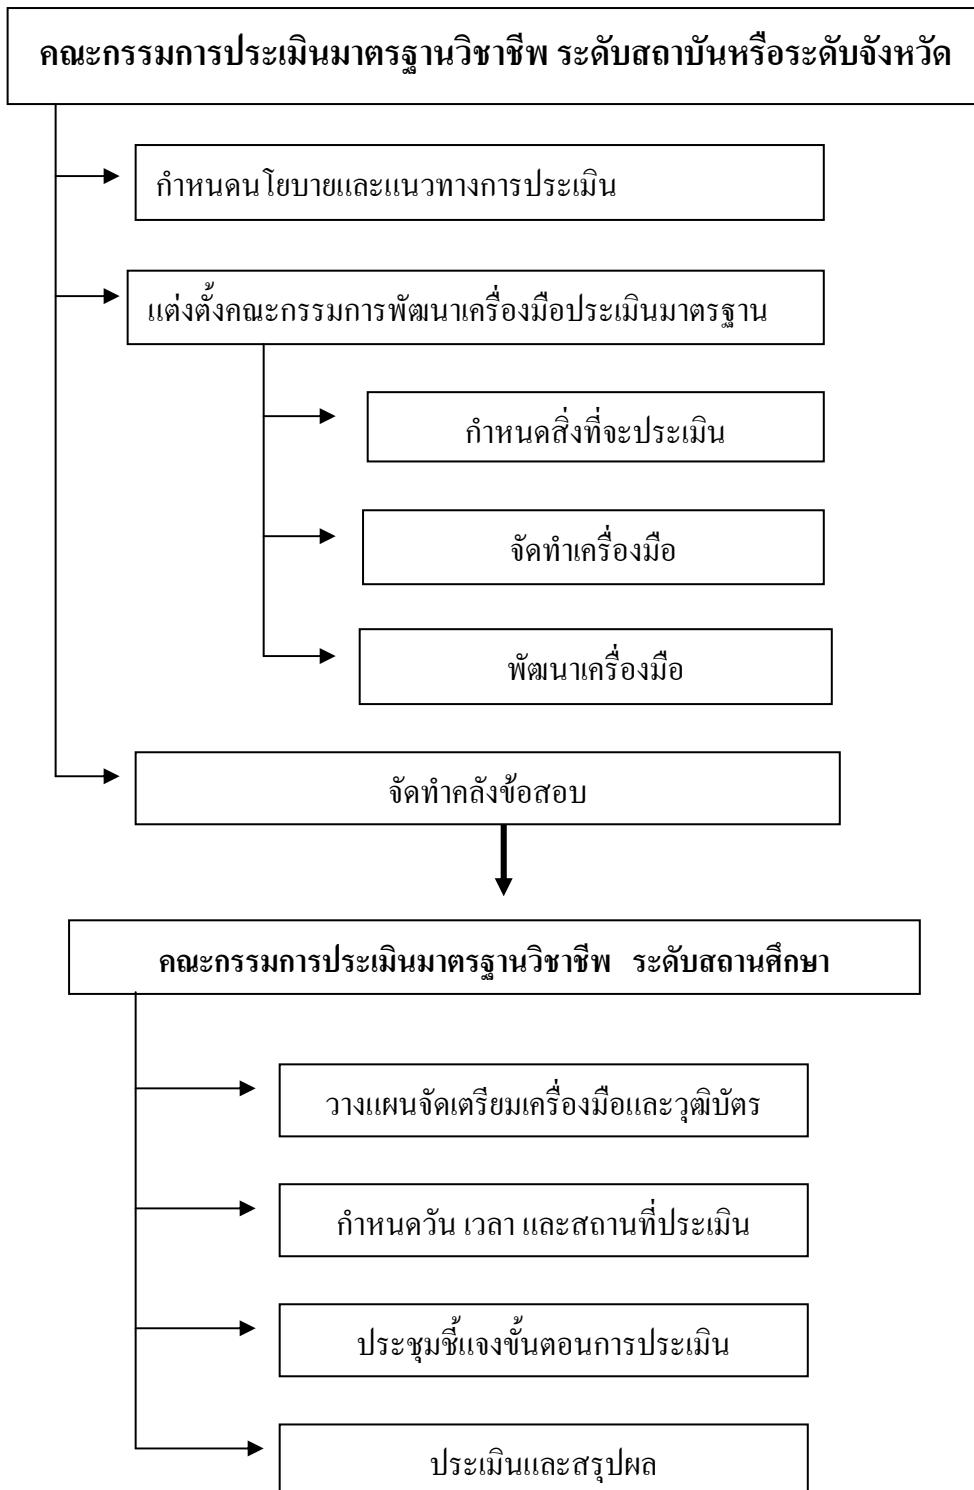 คณะกรรมการประเมินมาตรฐานวิชาชีพ ระดับสถาบันหรือระดับจังหวัด
กำหนดนโยบายและแนวทางการประเมิน
แต่งตั้งคณะกรรมการพัฒนาเครื่องมือประเมินมาตรฐาน
กำหนดสิ่งที่จะประเมิน
จัดทำเครื่องมือ
พัฒนาเครื่องมือ
จัดทำคลังข้อสอบ
คณะกรรมการประเมินมาตรฐานวิชาชีพ ระดับสถานศึกษา
วางแผนจัดเตรียมเครื่องมือและวุฒิบัตร
กำหนดวัน เวลา และสถานที่ประเมิน
ประชุมชี้แจงขั้นตอนการประเมิน
ประเมินและสรุปผล